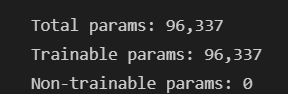 Total params: 96,337
Trainable params: 96,337
Non-trainable params: 0